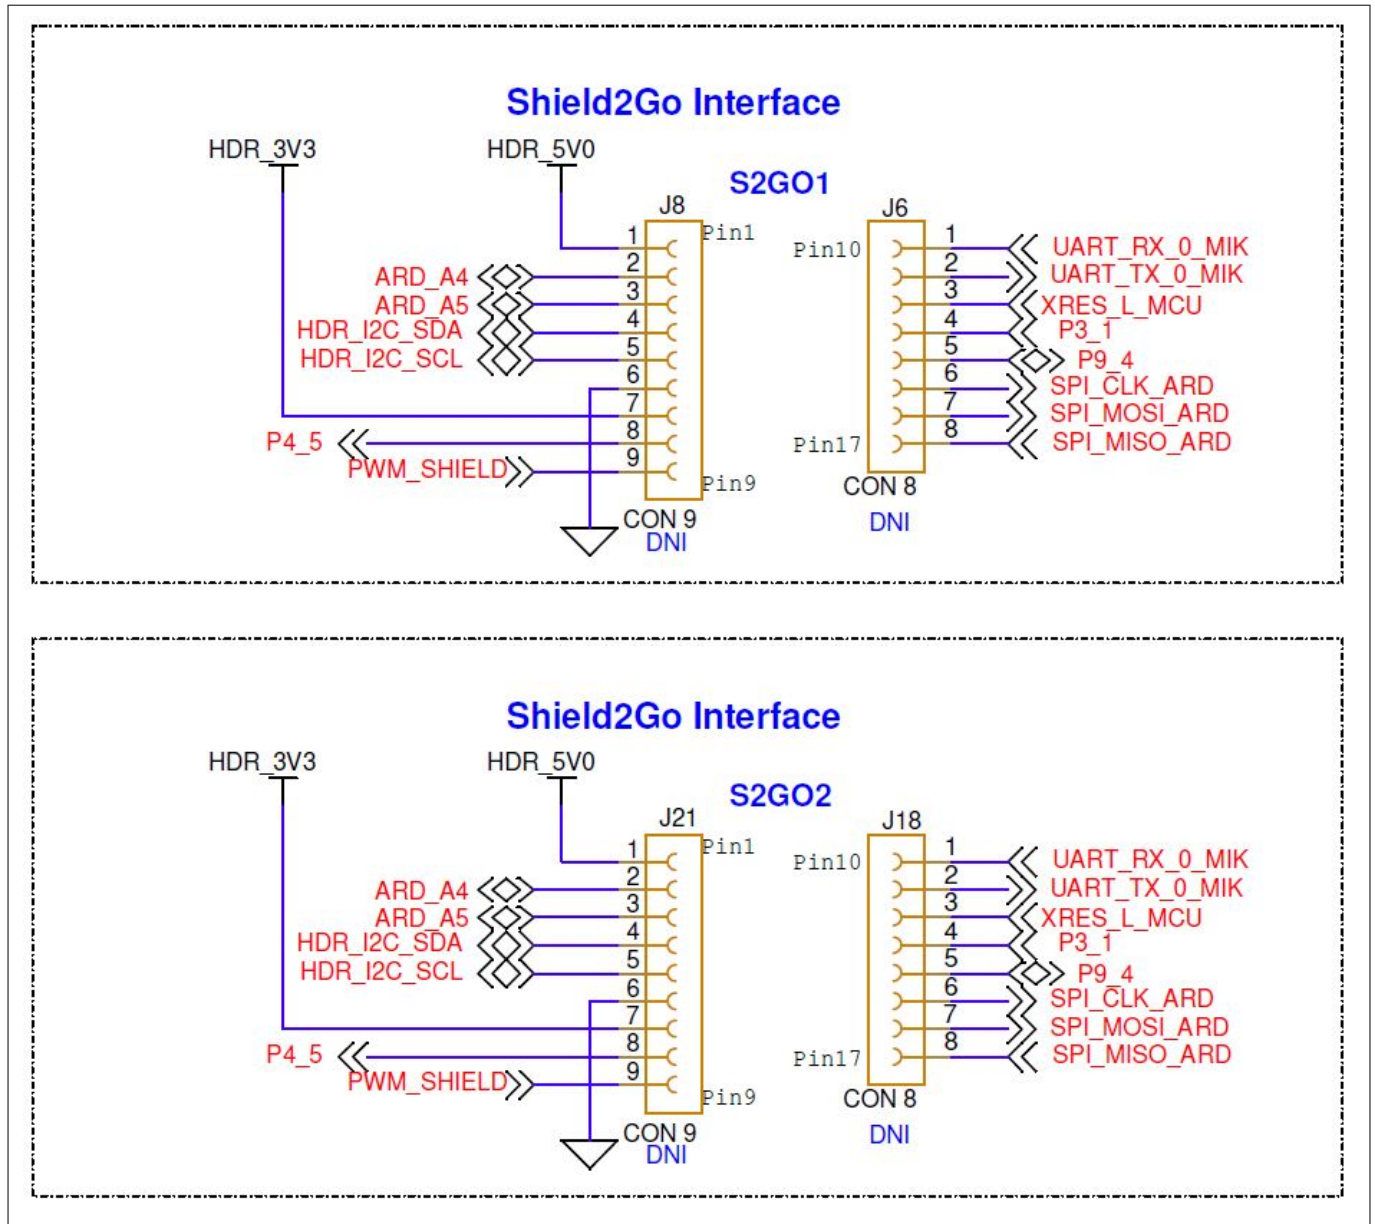 Shield2Go Interface
HDR_3V3
HDR_5V0
S2GO1
J8
J6
Pin1
Pin10
1
2
3
4
5
6
7
8
9
ARD_A4
ARD_A5
HDR_I2C_SDA
HDR_I2C_SCL
P4_5
PWM_SHIELD
Pin9
CON 9
DNI
1
2
3
4
5
6
7
8
UART_RX_0_MIK
UART_TX_0_MIK
XRES_L_MCU
P3_1
P9_4
SPI_CLK_ARD
SPI_MOSI_ARD
SPI_MISO_ARD
Pin17
CON 8
DNI
Shield2Go Interface
HDR_3V3
HDR_5V0
S2GO2
J21
J18
Pin1
Pin10
1
2
3
4
5
6
7
8
9
ARD_A4
ARD_A5
HDR_I2C_SDA
HDR_I2C_SCL
P4_5
PWM_SHIELD
Pin9
CON 9
DNI
1
2
3
4
5
6
7
8
UART_RX_0_MIK
UART_TX_0_MIK
XRES_L_MCU
P3_1
P9_4
SPI_CLK_ARD
SPI_MOSI_ARD
SPI_MISO_ARD
Pin17
CON 8
DNI